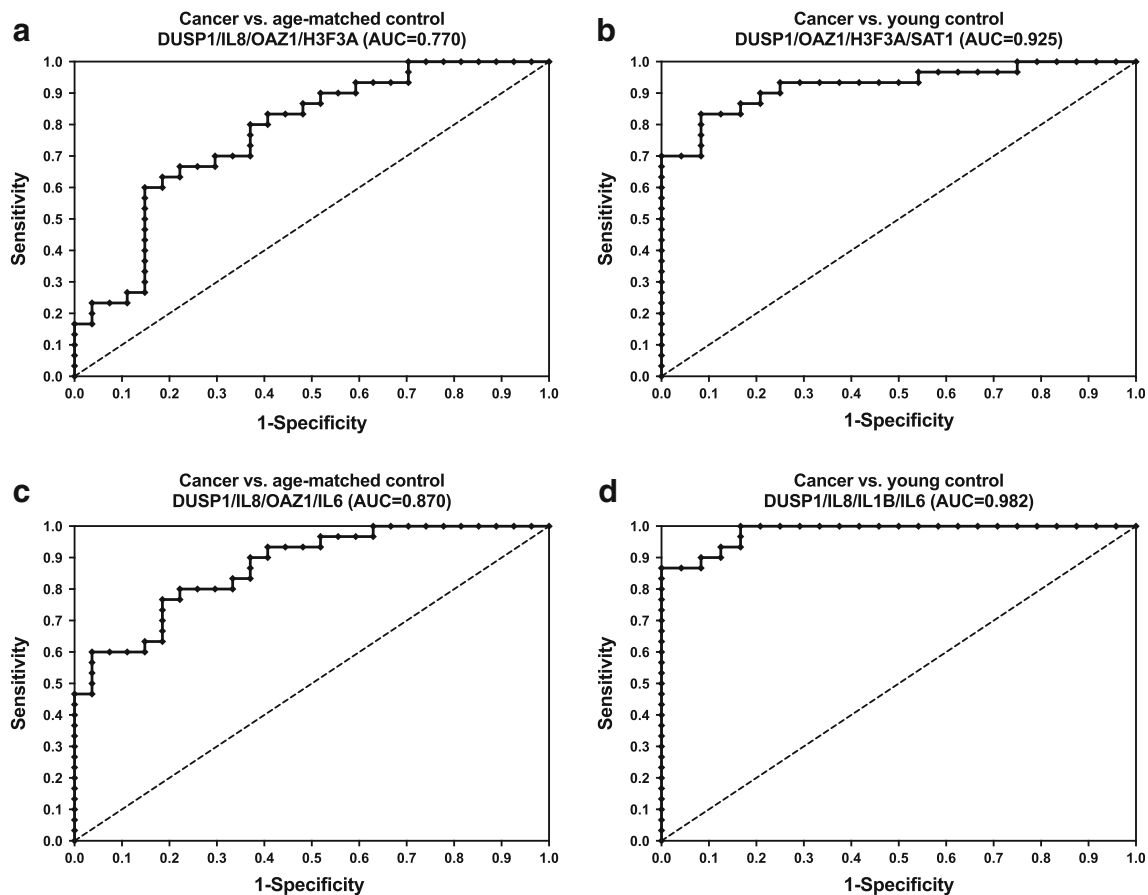 a
Cancer vs. age-matched control
DUSP1/IL8/OAZ1/H3F3A (AUC=0.770)
1.0
0.9
0.8
0.7
0.6
0.5
0.4
0.3
0.2
0.1
0.0
Sensitivity
0.0 0.1 0.2 0.3 0.4 0.5 0.6 0.7 0.8 0.9 1.0
1-Specificity
b
Cancer vs. young control
DUSP1/OAZ1/H3F3A/SAT1 (AUC=0.925)
1.0
0.9
0.8
0.7
0.6
0.5
0.4
0.3
0.2
0.1
0.0
Sensitivity
0.0 0.1 0.2 0.3 0.4 0.5 0.6 0.7 0.8 0.9 1.0
1-Specificity
c
Cancer vs. age-matched control
DUSP1/IL8/OAZ1/IL6 (AUC=0.870)
1.0
0.9
0.8
0.7
0.6
0.5
0.4
0.3
0.2
0.1
0.0
Sensitivity
0.0 0.1 0.2 0.3 0.4 0.5 0.6 0.7 0.8 0.9 1.0
1-Specificity
d
Cancer vs. young control
DUSP1/IL8/IL1B/IL6 (AUC=0.982)
1.0
0.9
0.8
0.7
0.6
0.5
0.4
0.3
0.2
0.1
0.0
Sensitivity
0.0 0.1 0.2 0.3 0.4 0.5 0.6 0.7 0.8 0.9 1.0
1-Specificity